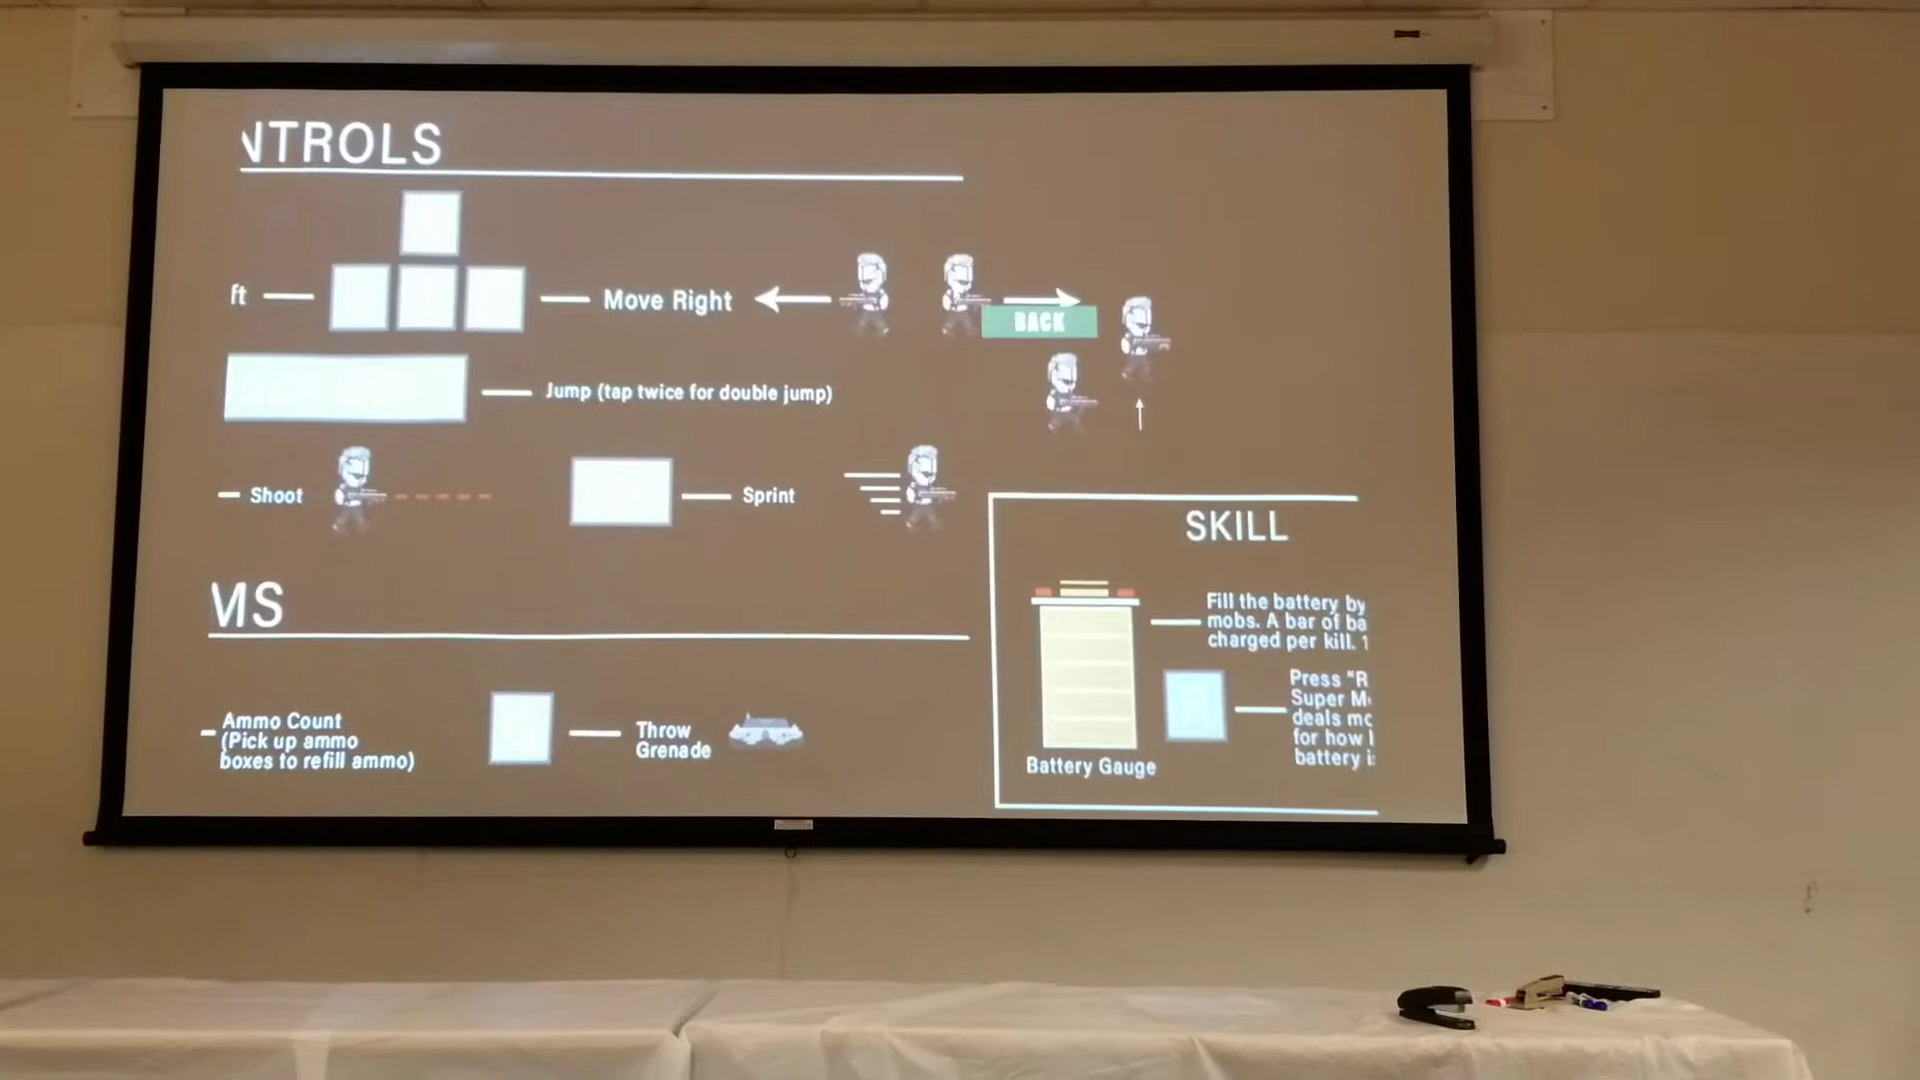 NTROLS
ft
Move Right
BACK
Jump (tap twice for double jump)
Shoot
Sprint
MS
Ammo Count
(Pick up ammo
boxes to refill ammo)
Throw
Grenade
SKILL
Fill the battery by
mobs. A bar of ba
charged per kill. 1
Press "R
Super M
deals mo
for how l
battery i
Battery Gauge